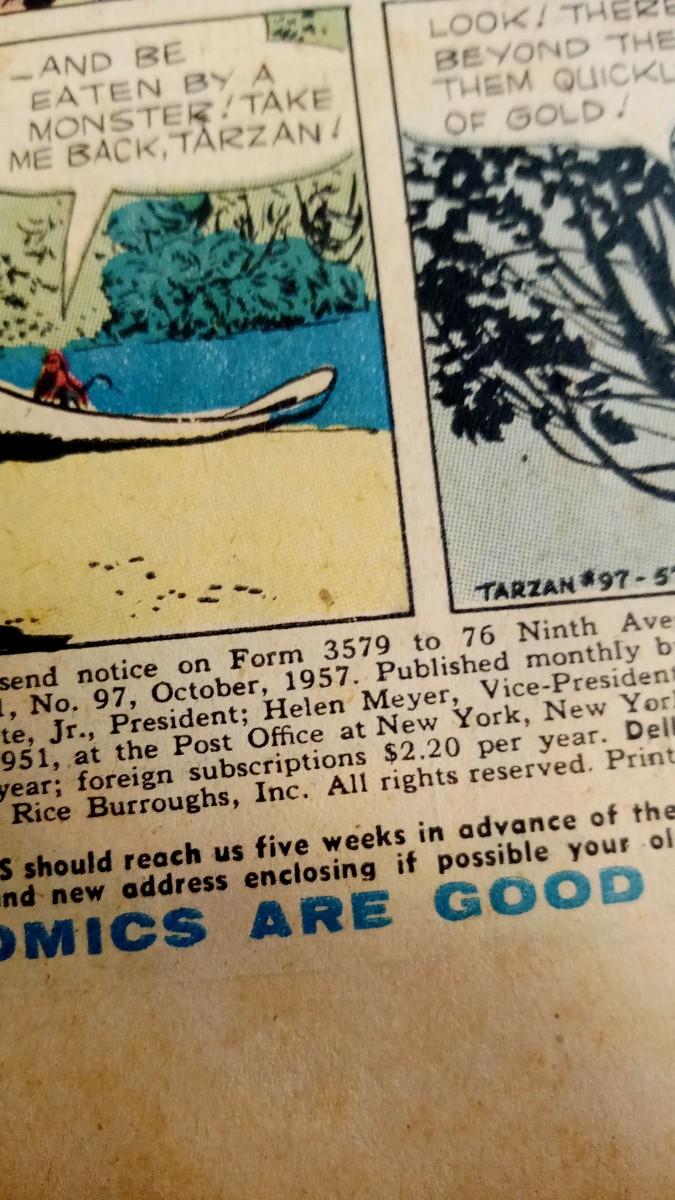 —AND BE
EATEN BY A
MONSTER! TAKE
ME BACK, TARZAN!
LOOK! THERE
BEYOND THE
THEM QUICKL
OF GOLD!
TARZAN #97-57
send notice on Form 3579 to 76 Ninth Ave
1, No. 97, October, 1957. Published monthly b
te, Jr., President; Helen Meyer, Vice-President
951, at the Post Office at New York, New Yor
year; foreign subscriptions $2.20 per year. Dell
Rice Burroughs, Inc. All rights reserved. Print
S should reach us five weeks in advance of the
nd new address enclosing if possible your ol
OMICS ARE GOOD